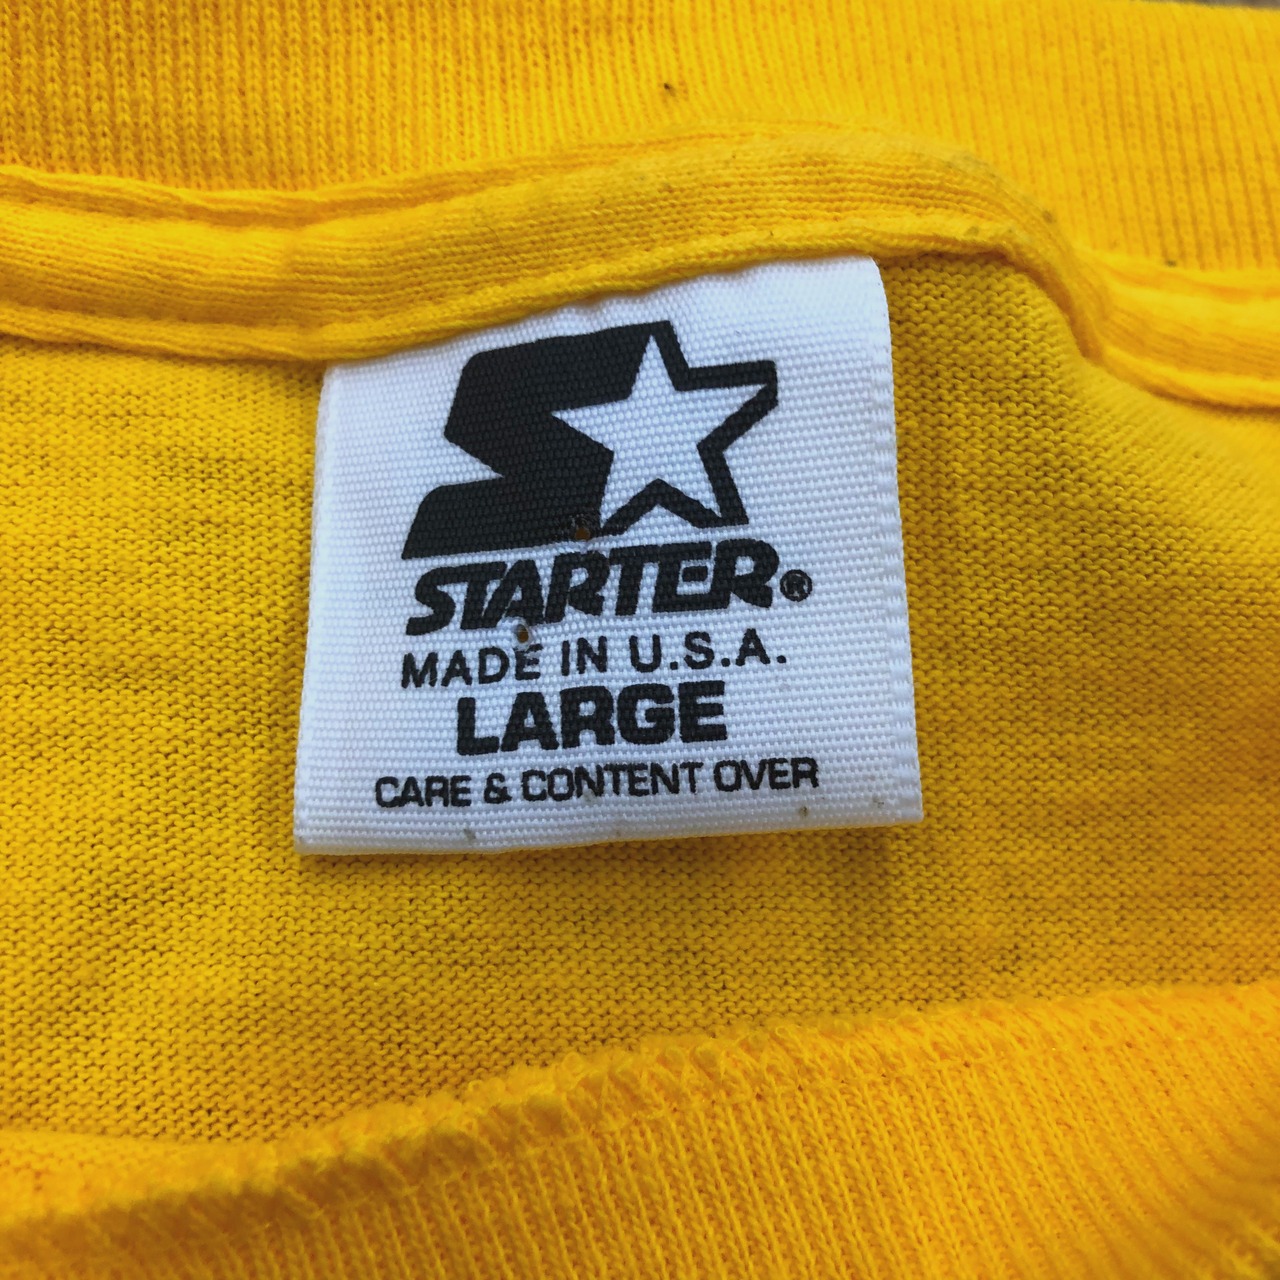 STARTER®
MADE IN U.S.A.
LARGE
CARE & CONTENT OVER